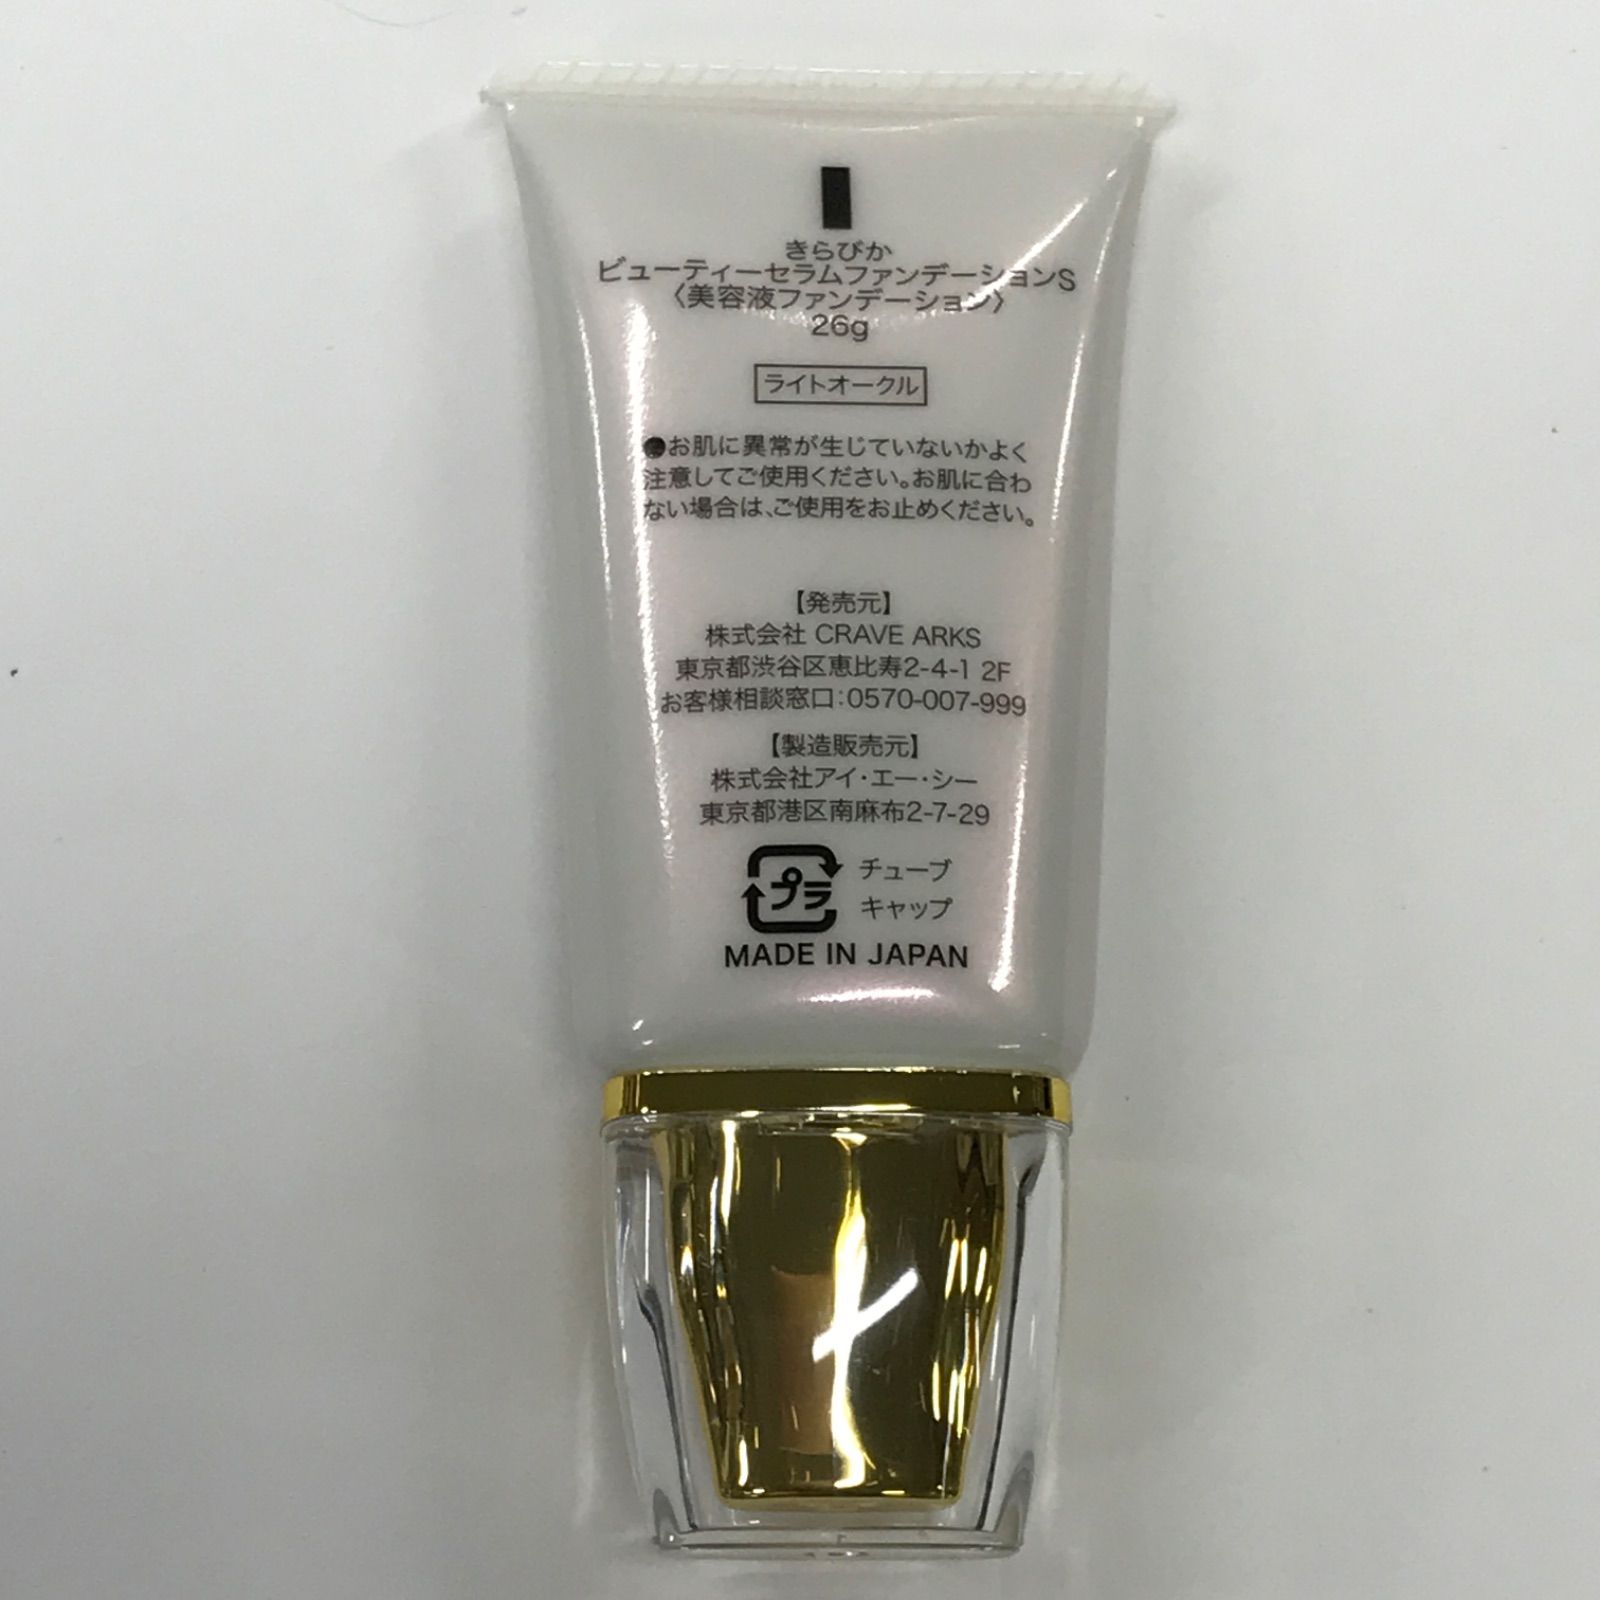 きらびか
ビューティーセラムファンデーションS
〈美容液ファンデーション〉
26g
ライトオークル
●お肌に異常が生じていないかよく
注意してご使用ください。お肌に合わ
ない場合は、ご使用をお止めください。
【発売元】
株式会社 CRAVE ARKS
東京都渋谷区恵比寿2-4-1 2F
お客様相談窓口:0570-007-999
【製造販売元】
株式会社アイ・エー・シー
東京都港区南麻布2-7-29
プラ チューブ
キャップ
MADE IN JAPAN